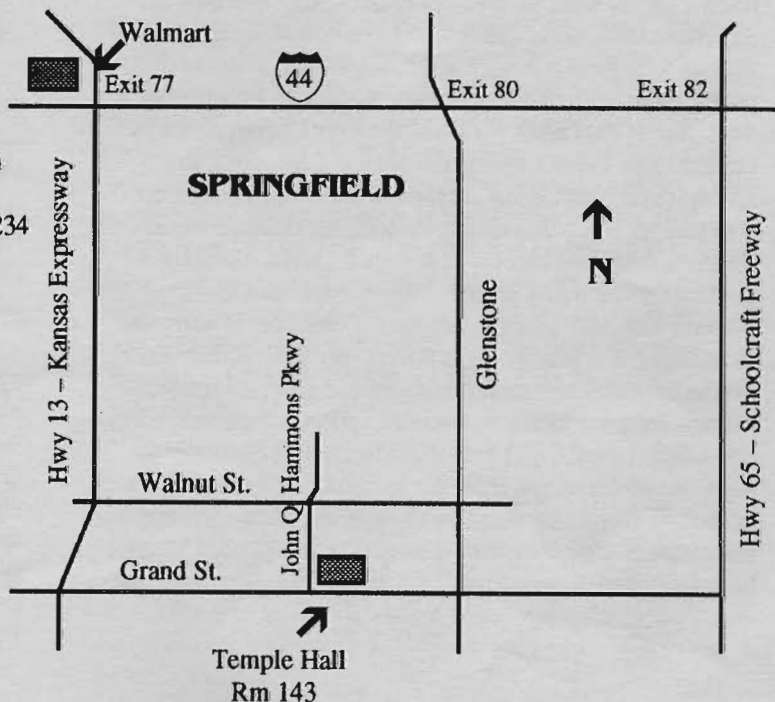 Walmart
Exit 77
44
Exit 80
Exit 82
SPRINGFIELD
234
N
Hwy 13 – Kansas Expressway
Glenstone
Hwy 65 – Schoolcraft Freeway
John Q. Hammons Pkwy
Walnut St.
Grand St.
Temple Hall
Rm 143